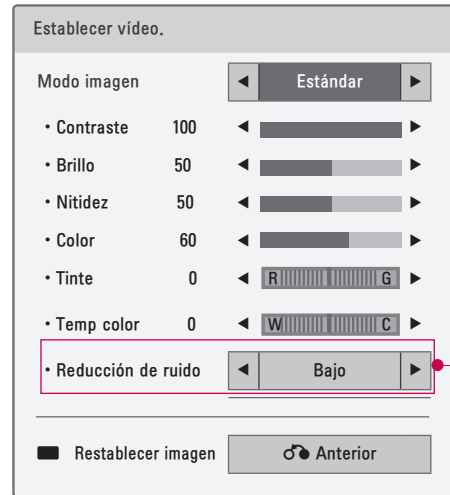 Establecer vídeo.
Modo imagen ◀ Estándar ▶
• Contraste 100 ◀ ▶
• Brillo 50 ◀ ▶
• Nitidez 50 ◀ ▶
• Color 60 ◀ ▶
• Tinte 0 ◀ R G ▶
• Temp color 0 ◀ W C ▶
• Reducción de ruido ◀ Bajo ▶
Restablecer imagen Anterior